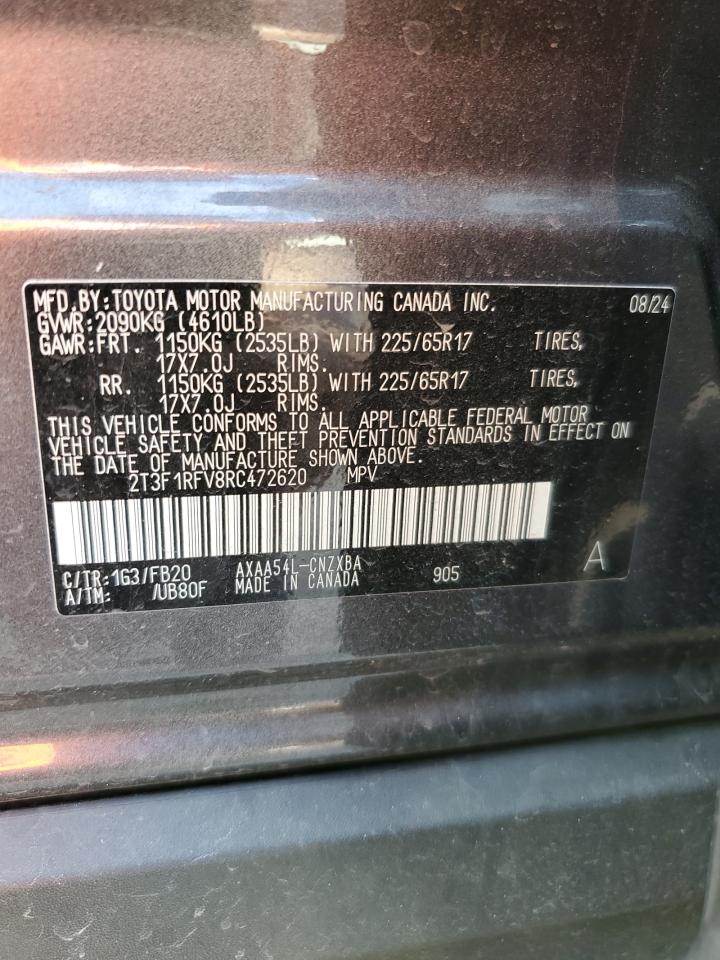 MFD.BY:TOYOTA MOTOR MANUFACTURING CANADA INC. 08/24
GVWR:2090KG (4610LB)
GAWR:FRT. 1150KG (2535LB) WITH 225/65R17 TIRES,
17X7.0J RIMS.
RR. 1150KG (2535LB) WITH 225/65R17 TIRES,
17X7.0J RIMS.
THIS VEHICLE CONFORMS TO ALL APPLICABLE FEDERAL MOTOR
VEHICLE SAFETY AND THEFT PREVENTION STANDARDS IN EFFECT ON
THE DATE OF MANUFACTURE SHOWN ABOVE.
2T3F1RFV8RC472620 MPV
C/TR:1G3/FB20 AXAA54L-CNZXBA 905 A
A/TM: /UB80F MADE IN CANADA